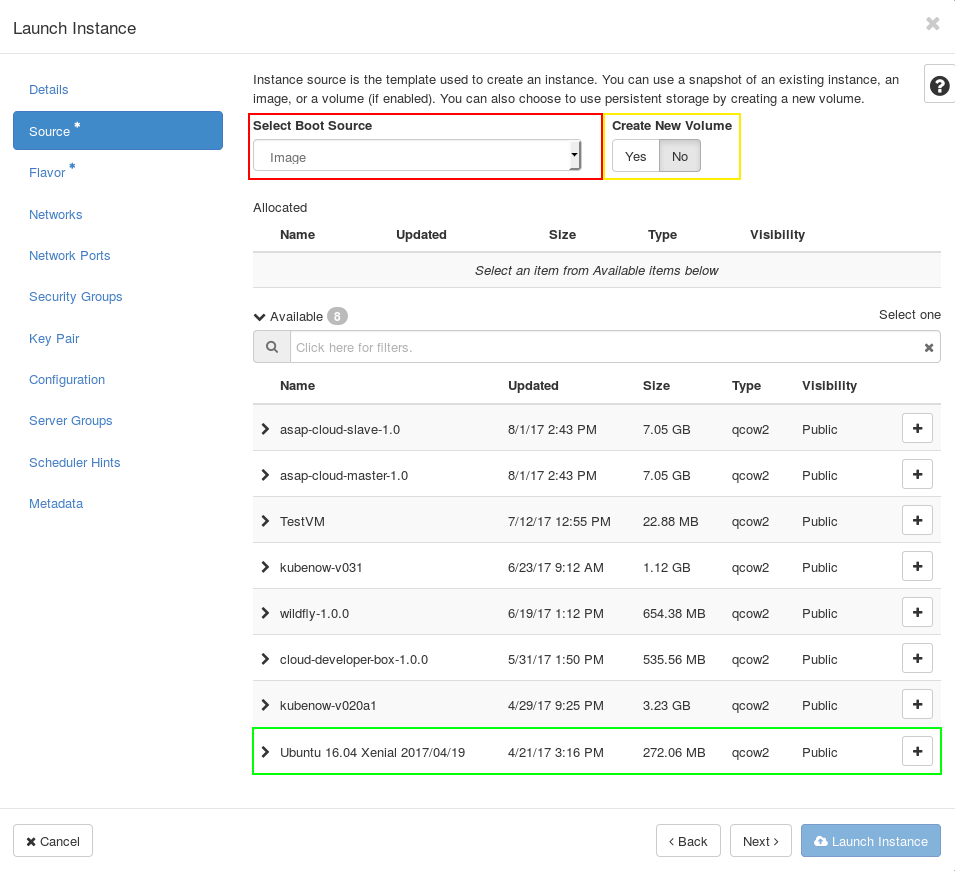 Launch Instance
Details
Source *
Flavor *
Networks
Network Ports
Security Groups
Key Pair
Configuration
Server Groups
Scheduler Hints
Metadata
Instance source is the template used to create an instance. You can use a snapshot of an existing instance, an
image, or a volume (if enabled). You can also choose to use persistent storage by creating a new volume.
Select Boot Source
Image
Create New Volume
Yes No
Allocated
Name Updated Size Type Visibility
Select an item from Available items below
Available 8 Select one
Click here for filters.
Name Updated Size Type Visibility
asap-cloud-slave-1.0 8/1/17 2:43 PM 7.05 GB qcow2 Public
asap-cloud-master-1.0 8/1/17 2:43 PM 7.05 GB qcow2 Public
TestVM 7/12/17 12:55 PM 22.88 MB qcow2 Public
kubenow-v031 6/23/17 9:12 AM 1.12 GB qcow2 Public
wildfly-1.0.0 6/19/17 1:12 PM 654.38 MB qcow2 Public
cloud-developer-box-1.0.0 5/31/17 1:50 PM 535.56 MB qcow2 Public
kubenow-v020a1 4/29/17 9:25 PM 3.23 GB qcow2 Public
Ubuntu 16.04 Xenial 2017/04/19 4/21/17 3:16 PM 272.06 MB qcow2 Public
Cancel
< Back Next > Launch Instance